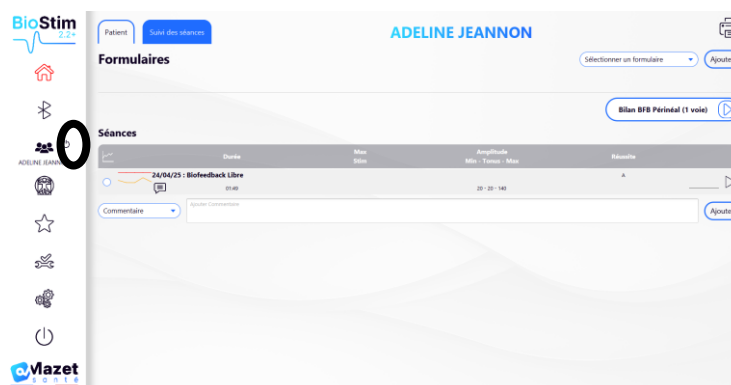 BioStim
2.2+
Patient
Suivi des séances
ADELINE JEANNON
Formulaires
Sélectionner un formulaire
Ajoute
Bilan BFB Périnéal (1 voie)
Séances
ADELINE JEANN
Durée
Max
Stim
Amplitude
Min - Tonus - Max
Réussite
24/04/25 : Biofeedback Libre
01:49
20 - 20 - 140
A
Commentaire
Ajouter Commentaire
Ajoute
Mazet
santé